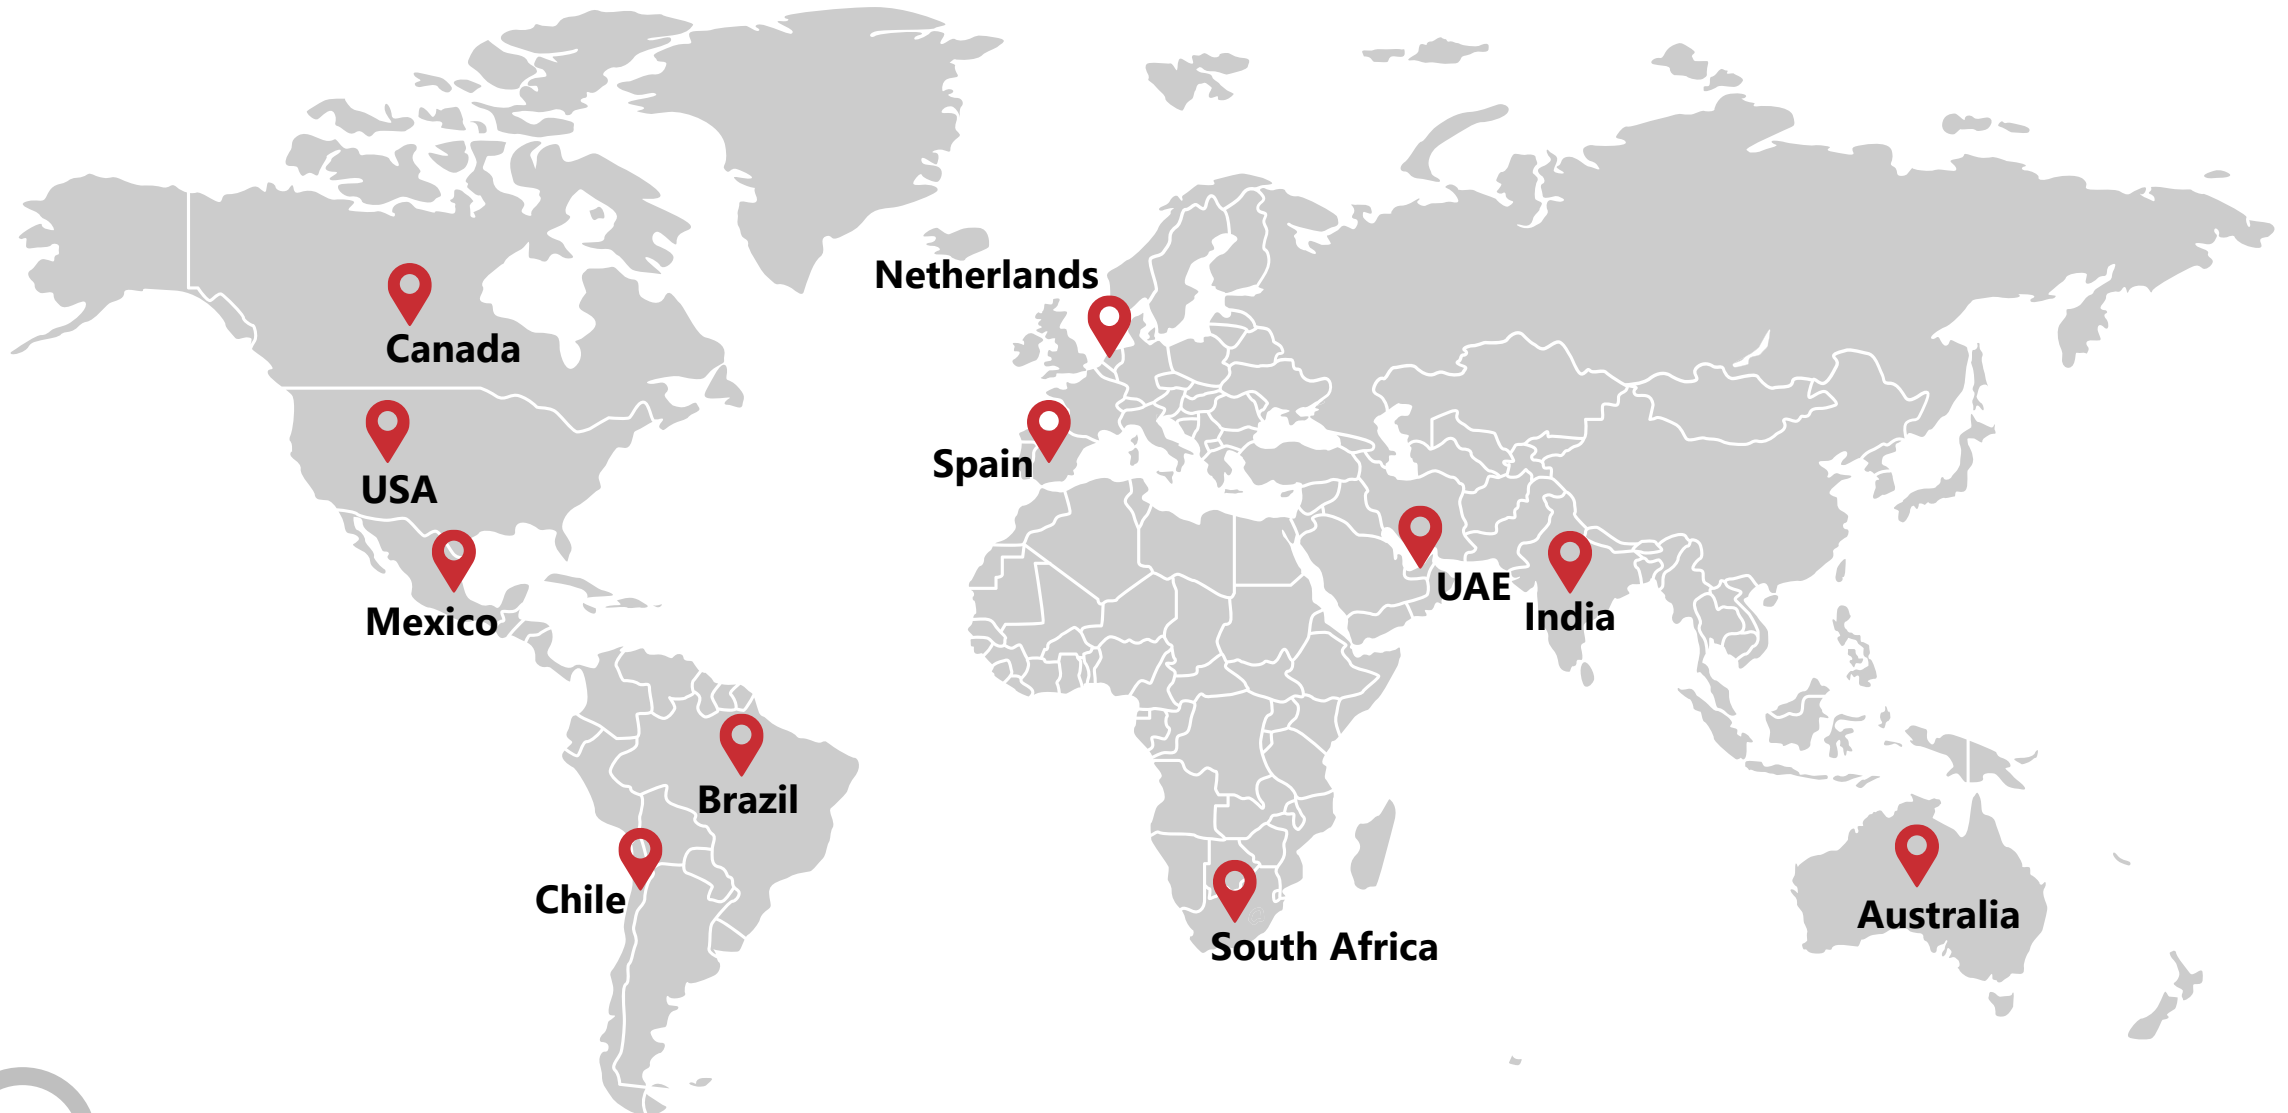 Netherlands
Canada
Spain
USA
UAE
India
Mexico
Brazil
Chile
Australia
South Africa